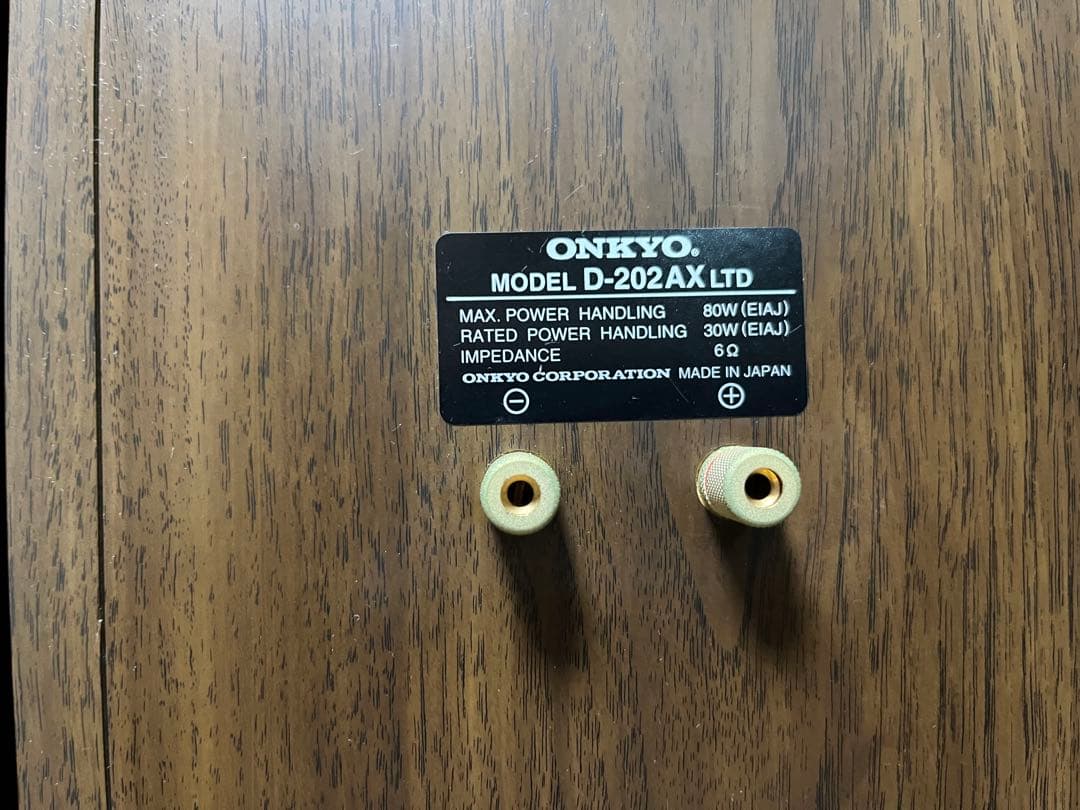 ONKYO®
MODEL D-202AX LTD
MAX. POWER HANDLING 80W (EIAJ)
RATED POWER HANDLING 30W (EIAJ)
IMPEDANCE 6Ω
ONKYO CORPORATION MADE IN JAPAN
⊖ ⊕